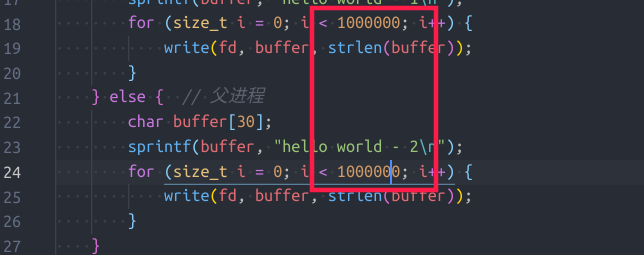 17 sprintf(buffer, "hello world - 1\n");
18 for (size_t i = 0; i < 1000000; i++) {
19 write(fd, buffer, strlen(buffer));
20 }
21 } else { // 父进程
22 char buffer[30];
23 sprintf(buffer, "hello world - 2\n");
24 for (size_t i = 0; i < 1000000; i++) {
25 write(fd, buffer, strlen(buffer));
26 }
27 }